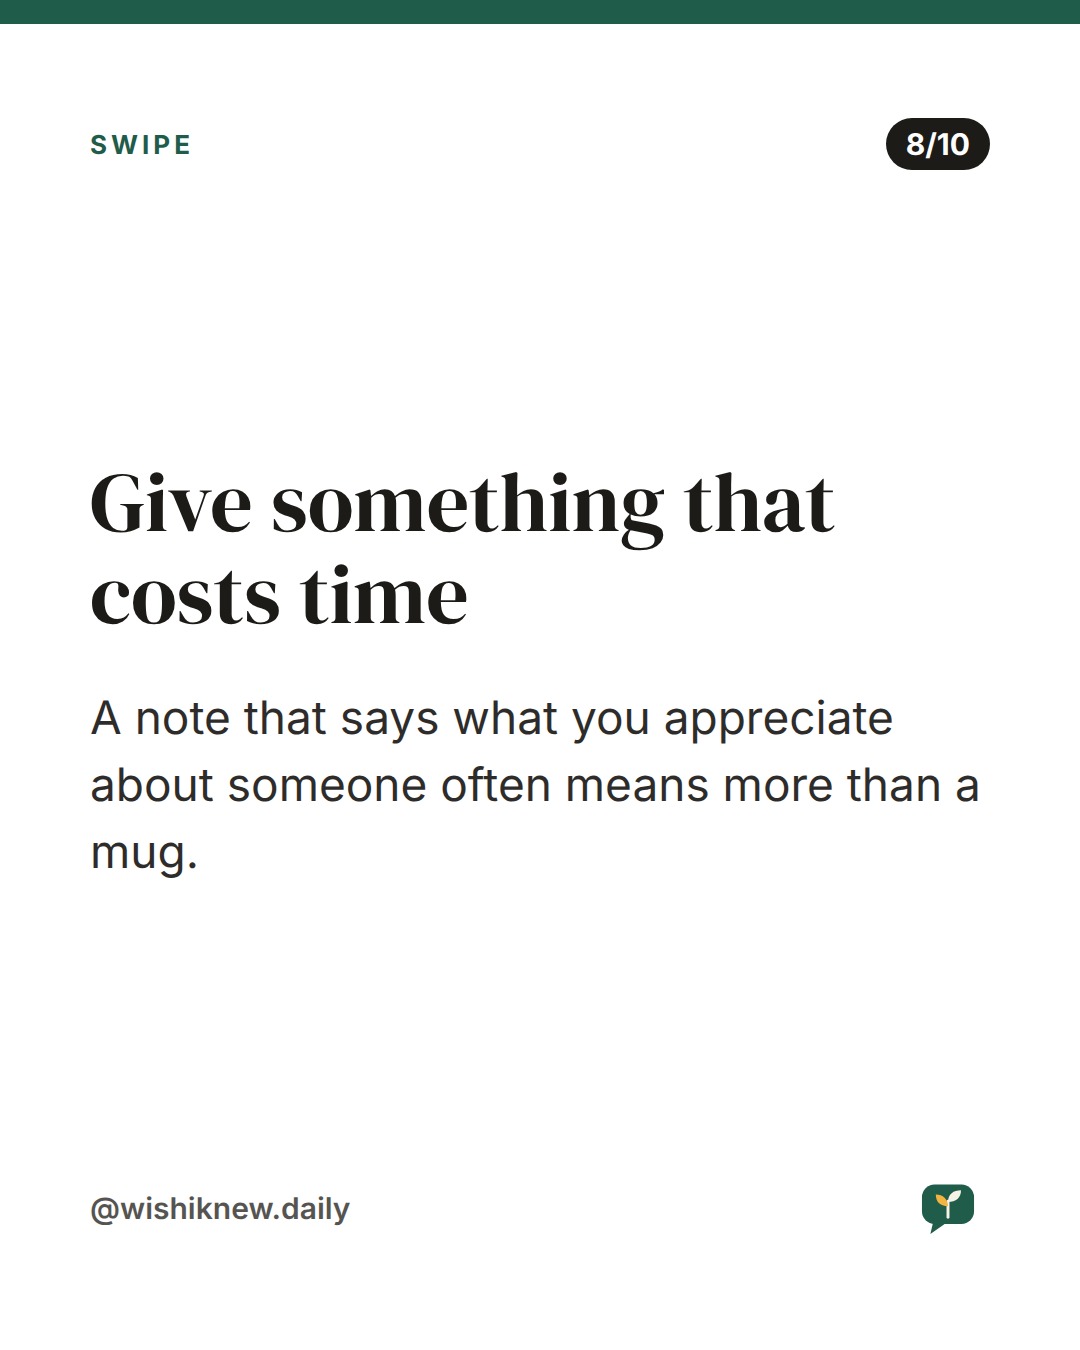 SWIPE
8/10
Give something that
costs time
A note that says what you appreciate
about someone often means more than a
mug.
@wishiknew.daily